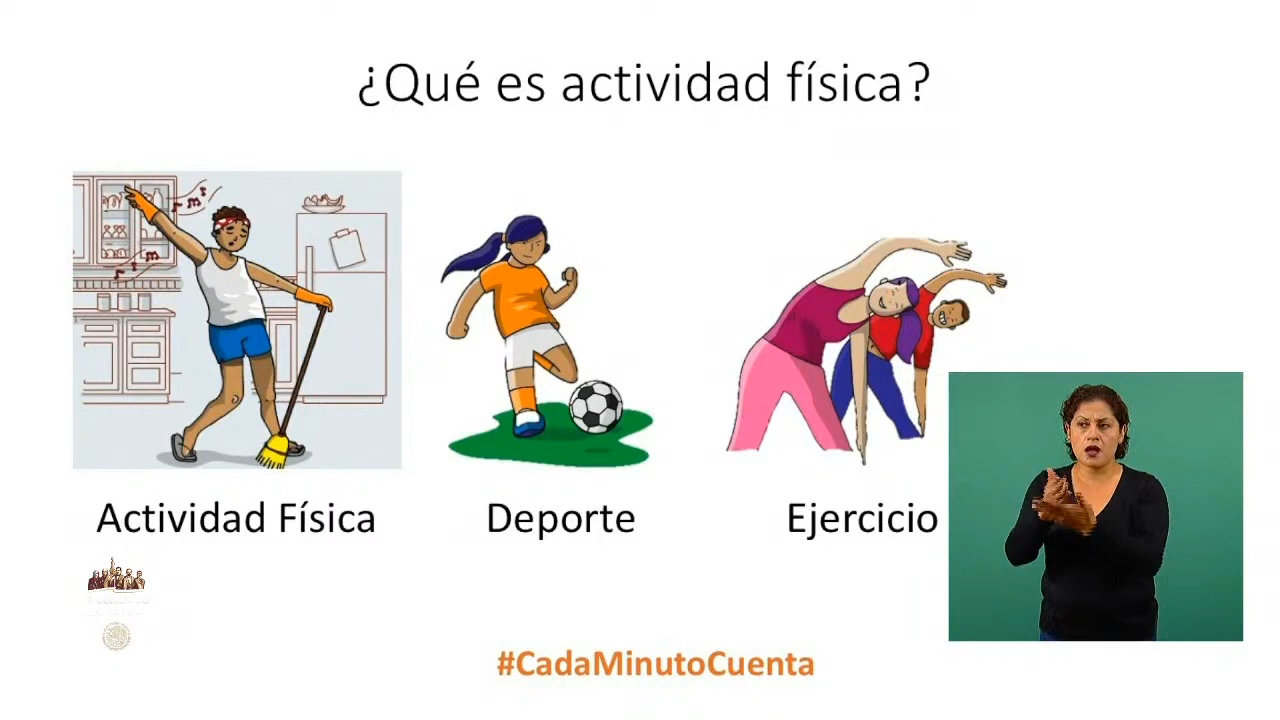 ¿Qué es actividad física?
Actividad Física
Deporte
Ejercicio
#CadaMinutoCuenta